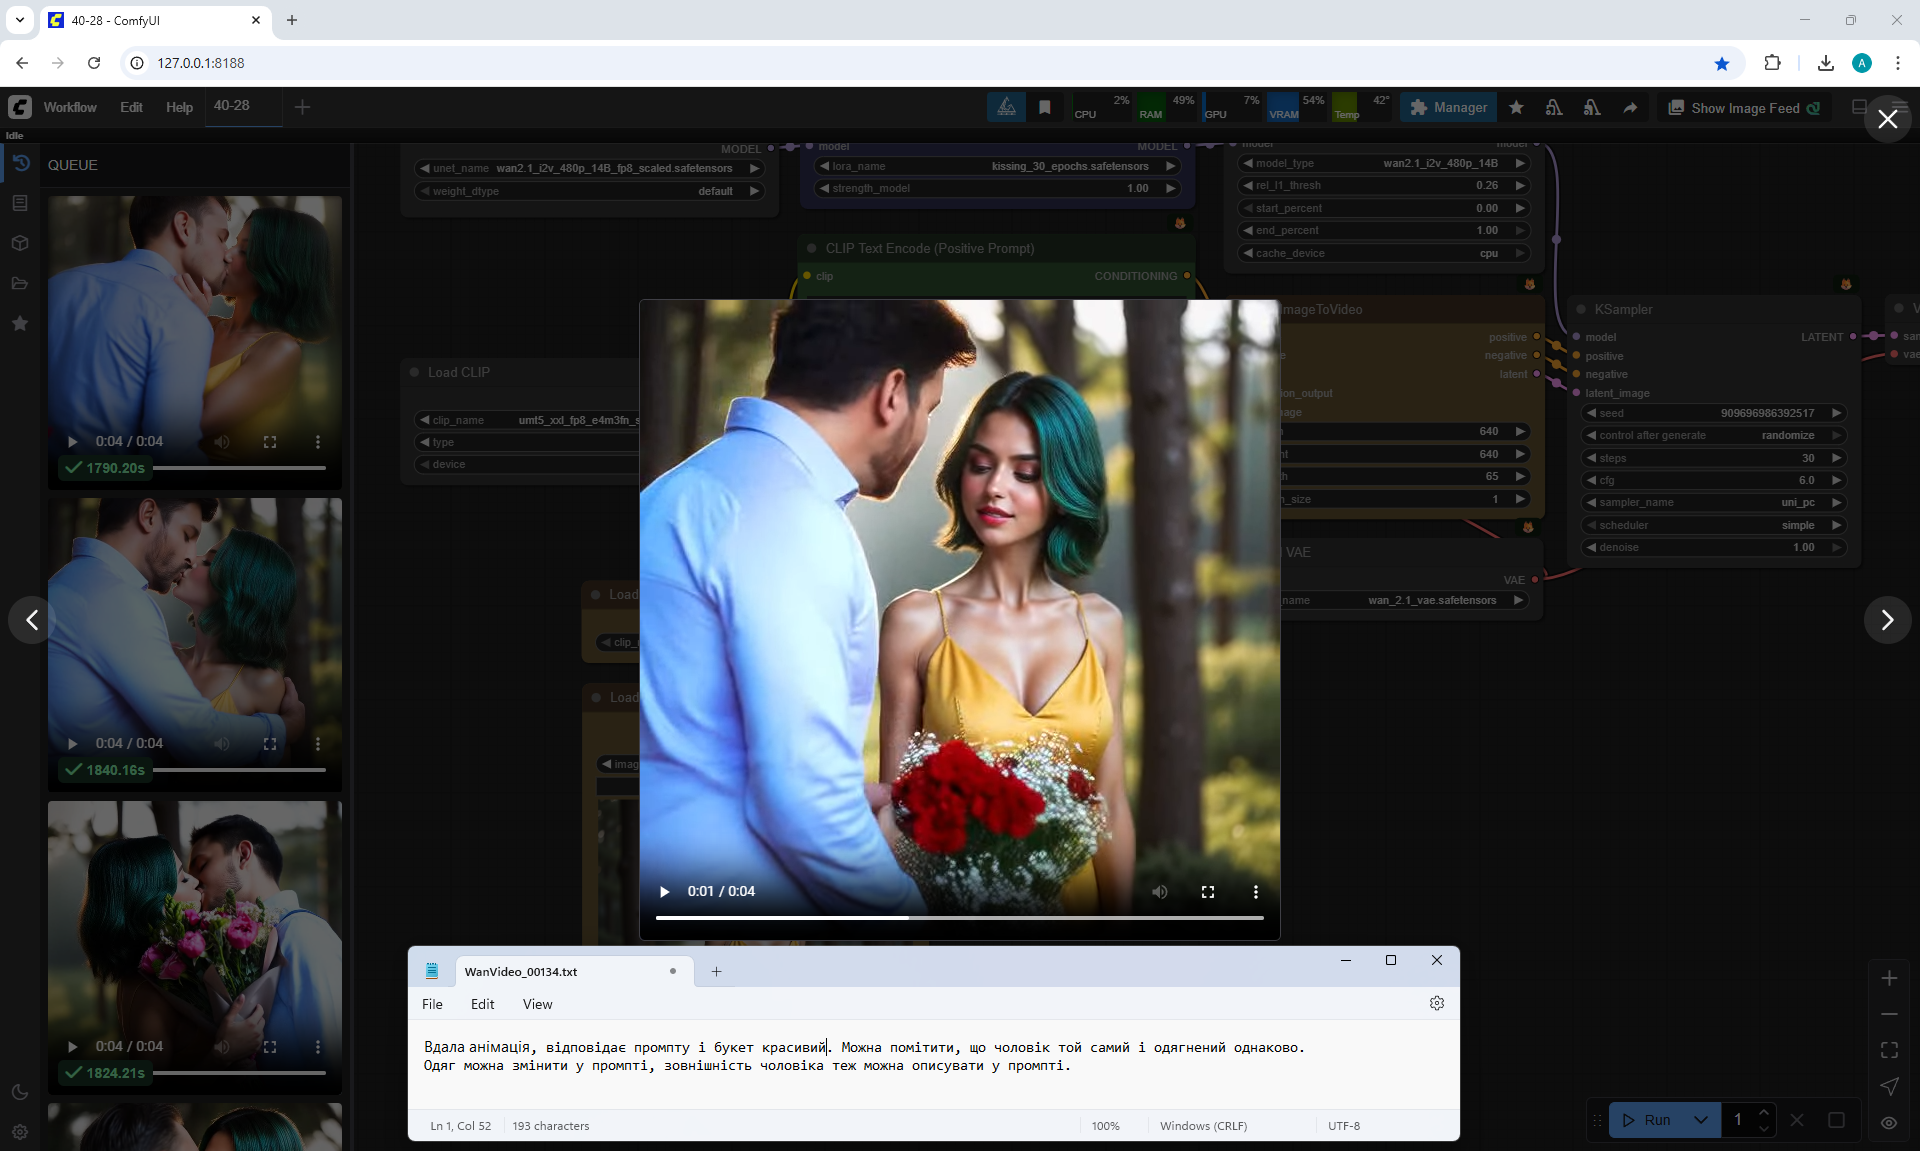 40-28 - ComfyUI
127.0.0.1:8188
A
Workflow Edit Help 40-28
CPU 2% RAM 49% GPU 7% VRAM 54% Temp 42°
Manager
Show Image Feed
Idle
QUEUE
0:04 / 0:04
1790.20s
0:04 / 0:04
1840.16s
0:04 / 0:04
1824.21s
MODEL
unet_name wan2.1_i2v_480p_14B_fp8_scaled.safetensors
weight_dtype default
model MODEL
lora_name kissing_30_epochs.safetensors
strength_model 1.00
model model
model_type wan2.1_i2v_480p_14B
rel_l1_thresh 0.26
start_percent 0.00
end_percent 1.00
cache_device cpu
CLIP Text Encode (Positive Prompt)
clip CONDITIONING
Load CLIP
clip_name umt5_xxl_fp8_e4m3fn_s
type
device
Load
clip_
Load
imag
ImageToVideo
positive
negative
latent
ion_output
age
640
640
65
h_size 1
VAE
VAE
name wan_2.1_vae.safetensors
KSampler
model LATENT
positive
negative
latent_image
seed 909696986392517
control after generate randomize
steps 30
cfg 6.0
sampler_name uni_pc
scheduler simple
denoise 1.00
V
sam
vae
0:01 / 0:04
WanVideo_00134.txt
File Edit View
Вдала анімація, відповідає промпту і букет красивий. Можна помітити, що чоловік той самий і одягнений однаково.
Одяг можна змінити у промпті, зовнішність чоловіка теж можна описувати у промпті.
Ln 1, Col 52 193 characters 100% Windows (CRLF) UTF-8
Run 1